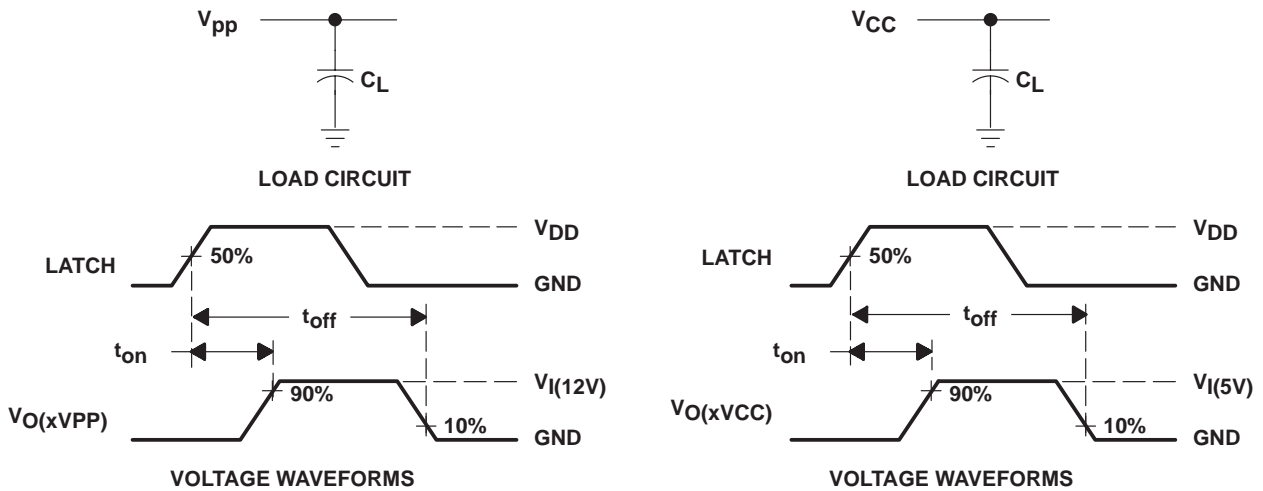 Vpp
CL
LOAD CIRCUIT
VDD
LATCH
50%
GND
toff
ton
VI(12V)
90%
VO(xVPP)
10%
GND
VOLTAGE WAVEFORMS
VCC
CL
LOAD CIRCUIT
VDD
LATCH
50%
GND
toff
ton
VI(5V)
90%
VO(xVCC)
10%
GND
VOLTAGE WAVEFORMS